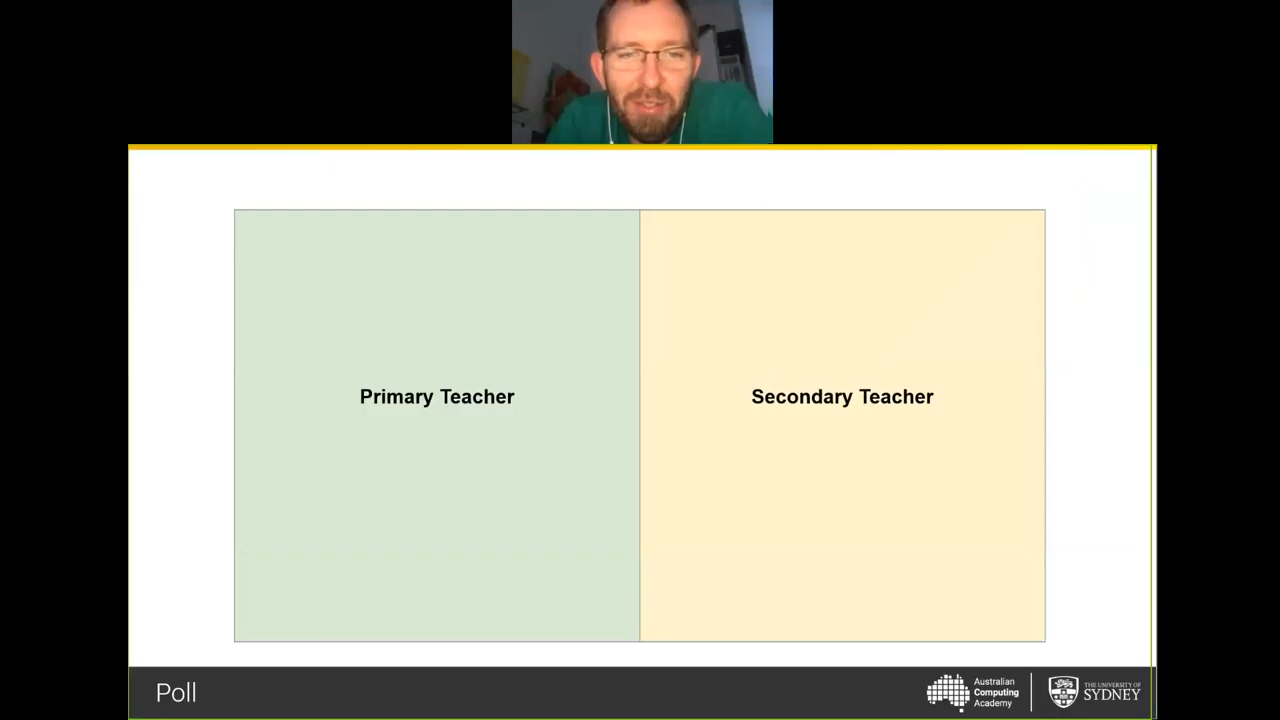 Primary Teacher
Secondary Teacher
Poll
Australian
Computing
Academy
THE UNIVERSITY OF
SYDNEY